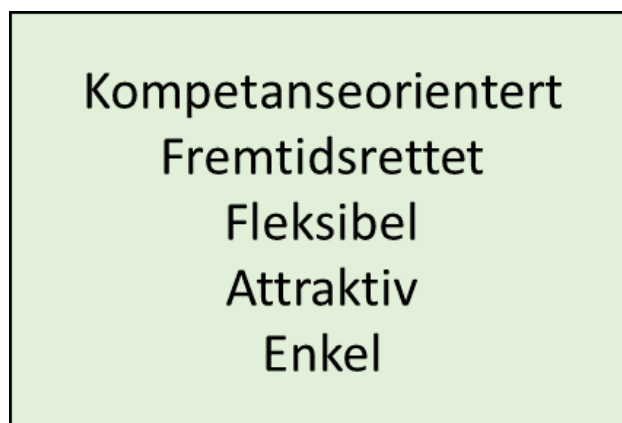 Kompetanseorientert
Fremtidsrettet
Fleksibel
Attraktiv
Enkel